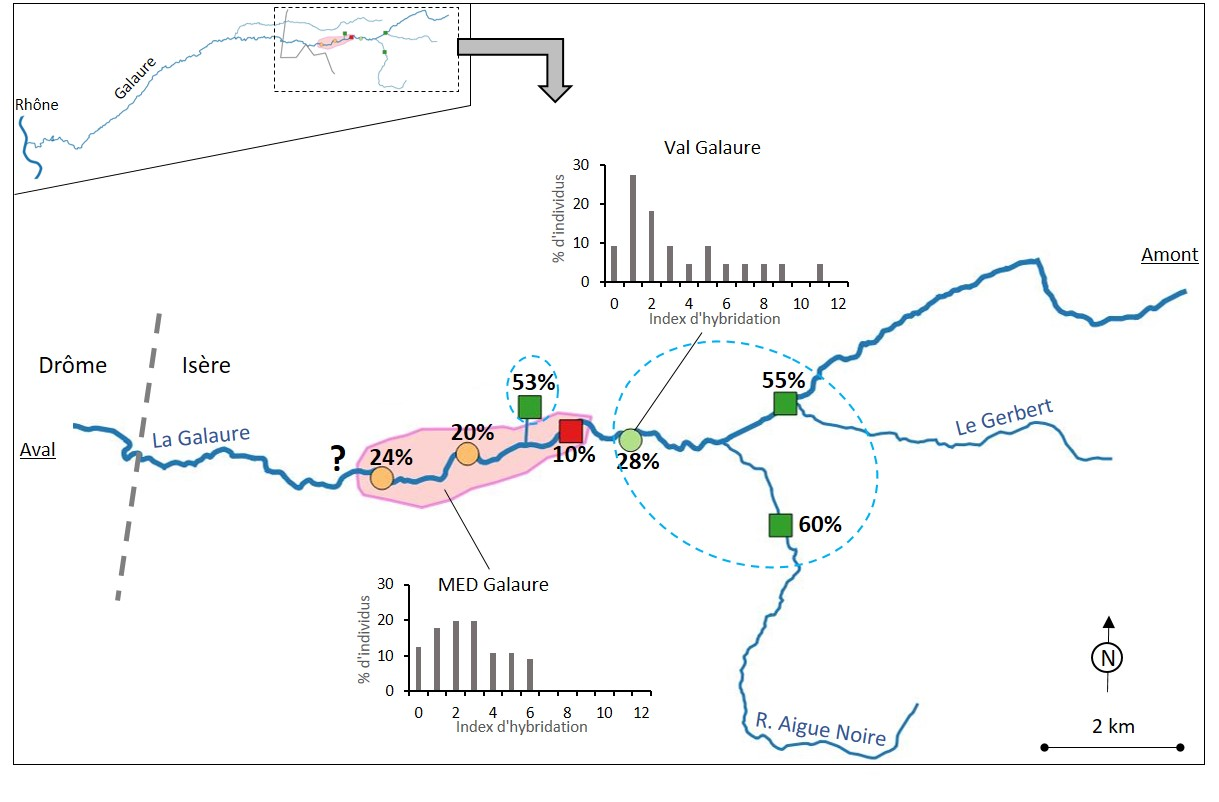 Rhône
Galaure
Val Galaure
% d'individus
30
20
10
0
0 2 4 6 8 10 12
Index d'hybridation
Amont
Drôme
Isère
Aval
La Galaure
?
24%
20%
53%
10%
28%
55%
Le Gerbert
60%
MED Galaure
% d'individus
30
20
10
0
0 2 4 6 8 10 12
Index d'hybridation
R. Aigue Noire
N
2 km